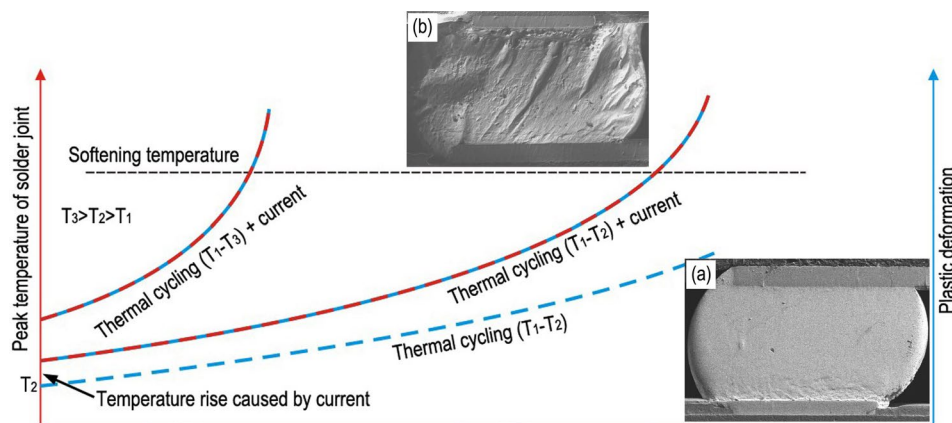 (b)
Peak temperature of solder joint
Softening temperature
T₃>T₂>T₁
Thermal cycling (T₁-T₃) + current
Thermal cycling (T₁-T₂) + current
(a)
Thermal cycling (T₁-T₂)
T₂
Temperature rise caused by current
Plastic deformation